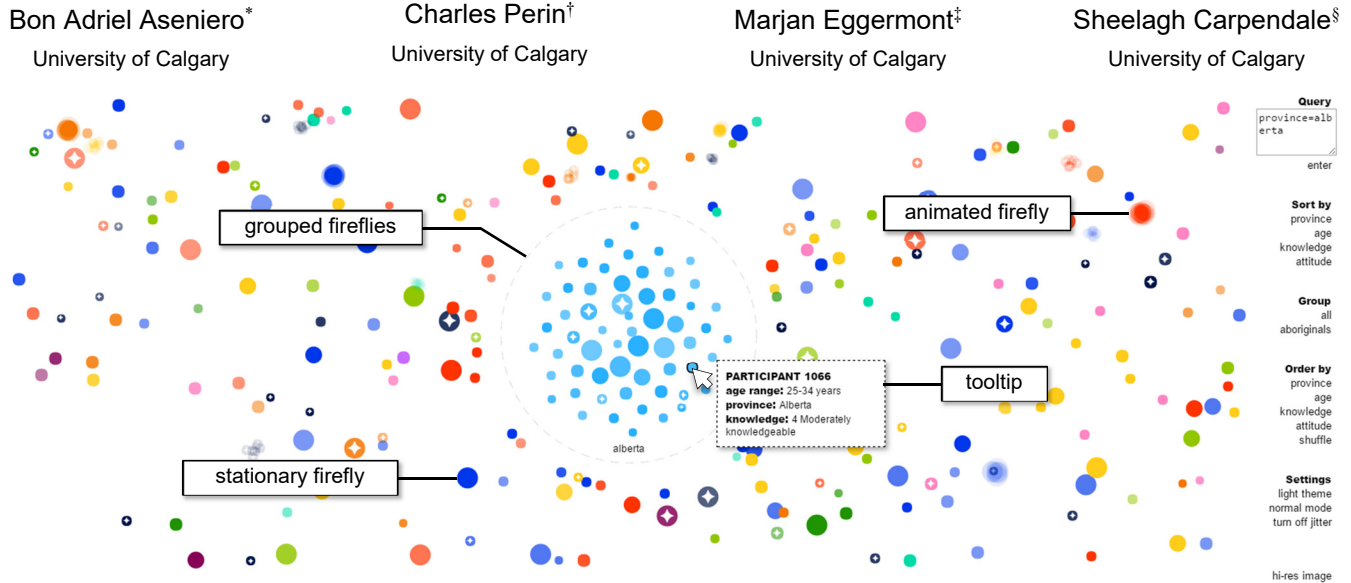 Bon Adriel Aseniero*
University of Calgary
Charles Perin†
University of Calgary
Marjan Eggermont‡
University of Calgary
Sheelagh Carpendale§
University of Calgary
grouped fireflies
animated firefly
stationary firefly
tooltip
alberta
PARTICIPANT 1066
age range: 25-34 years
province: Alberta
knowledge: 4 Moderately
knowledgeable
Query
province=alb
erta
enter
Sort by
province
age
knowledge
attitude
Group
all
aboriginals
Order by
province
age
knowledge
attitude
shuffle
Settings
light theme
normal mode
turn off jitter
hi-res image